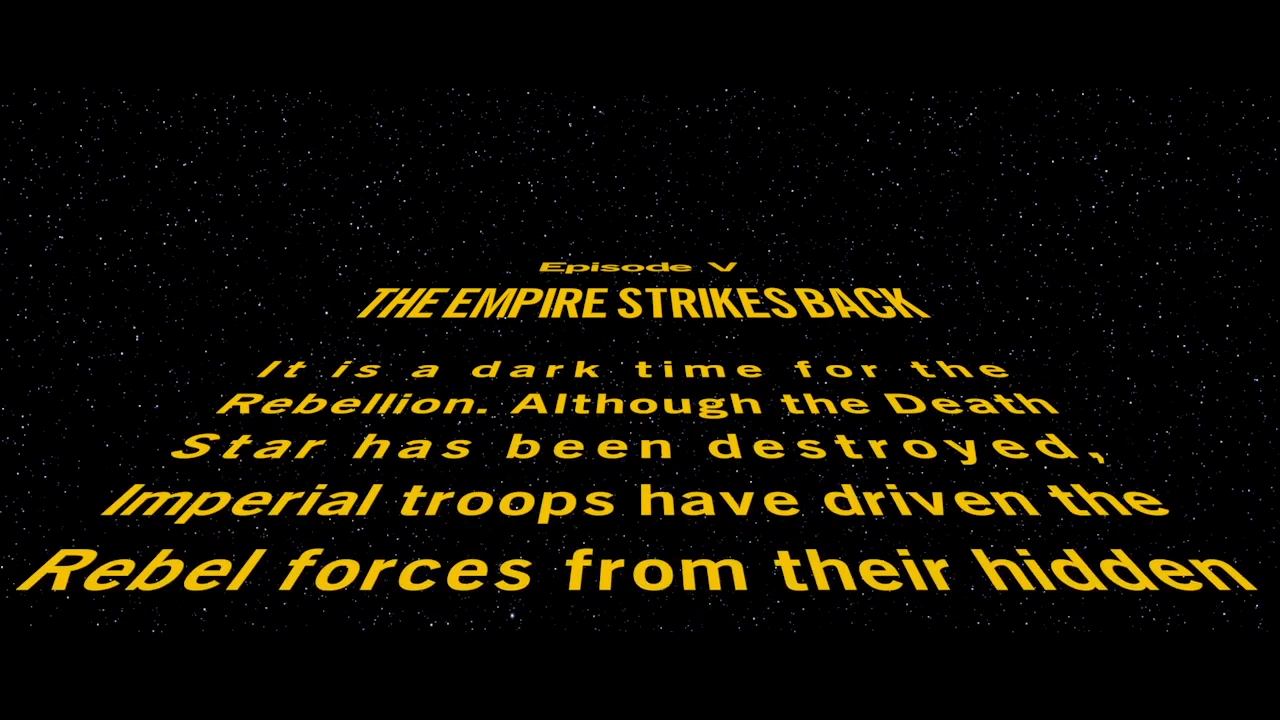 Episode V
THE EMPIRE STRIKES BACK
It is a dark time for the
Rebellion. Although the Death
Star has been destroyed,
Imperial troops have driven the
Rebel forces from their hidden